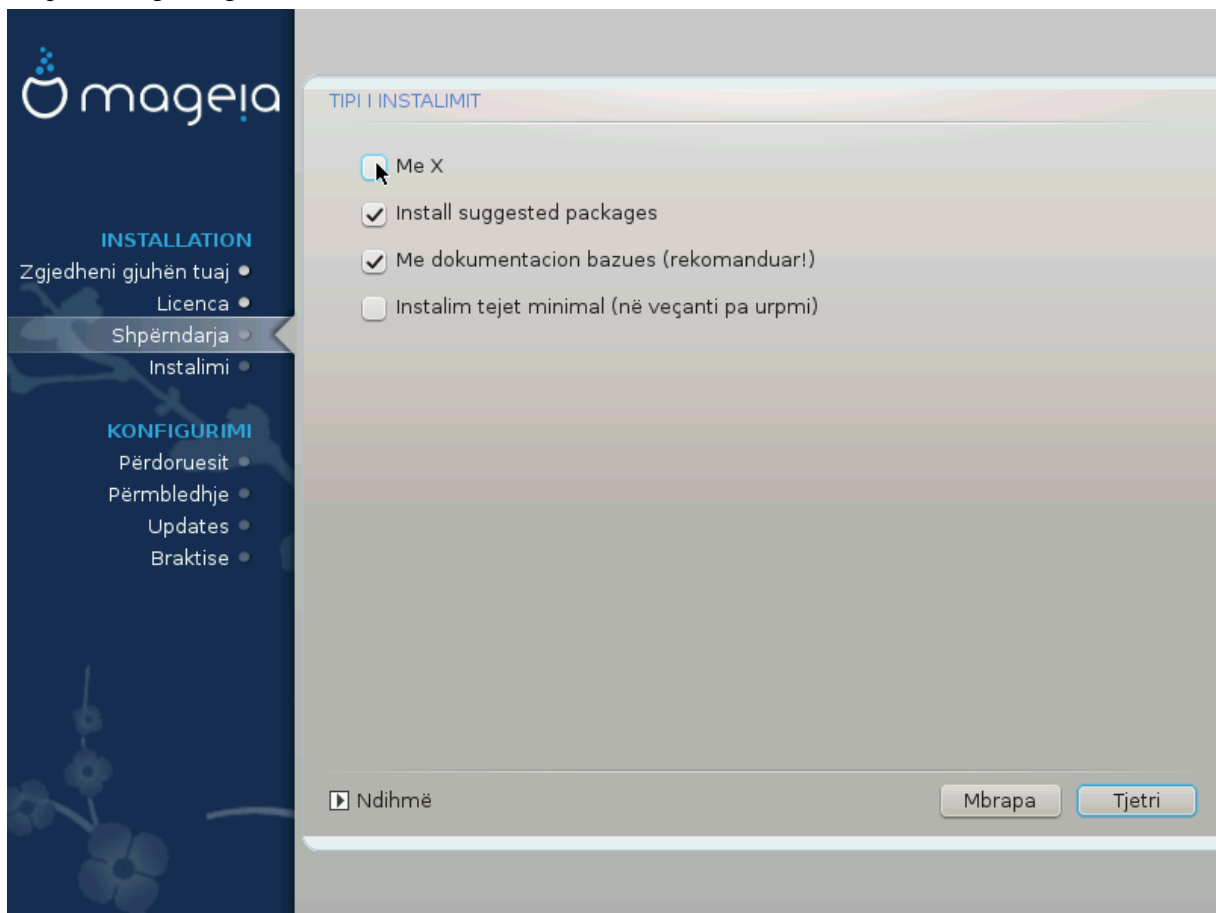 mageia
INSTALLATION
Zgjedheni gjuhën tuaj
Licenca
Shpërndarja
Instalimi
KONFIGURIMI
Përdoruesit
Përmbledhje
Updates
Braktise
TIPI I INSTALIMIT
Me X
Install suggested packages
Me dokumentacion bazues (rekomanduar!)
Instalim tejet minimal (në veçanti pa urpmi)
Ndihmë
Mbrapa
Tjetri